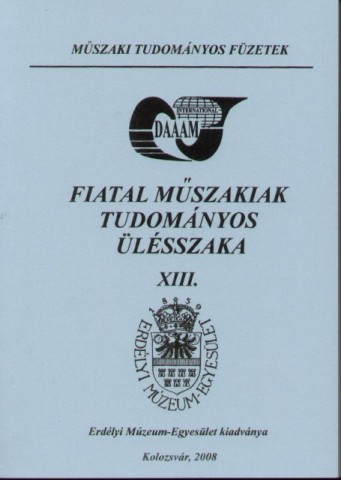 MŰSZAKI TUDOMÁNYOS FÜZETEK
INTERNATIONAL
DAAAM
FIATAL MŰSZAKIAK
TUDOMÁNYOS
ÜLÉSSZAKA
XIII.
1859
ERDÉLYI MÚZEUM-EGYESÜLET
Erdélyi Múzeum-Egyesület kiadványa
Kolozsvár, 2008